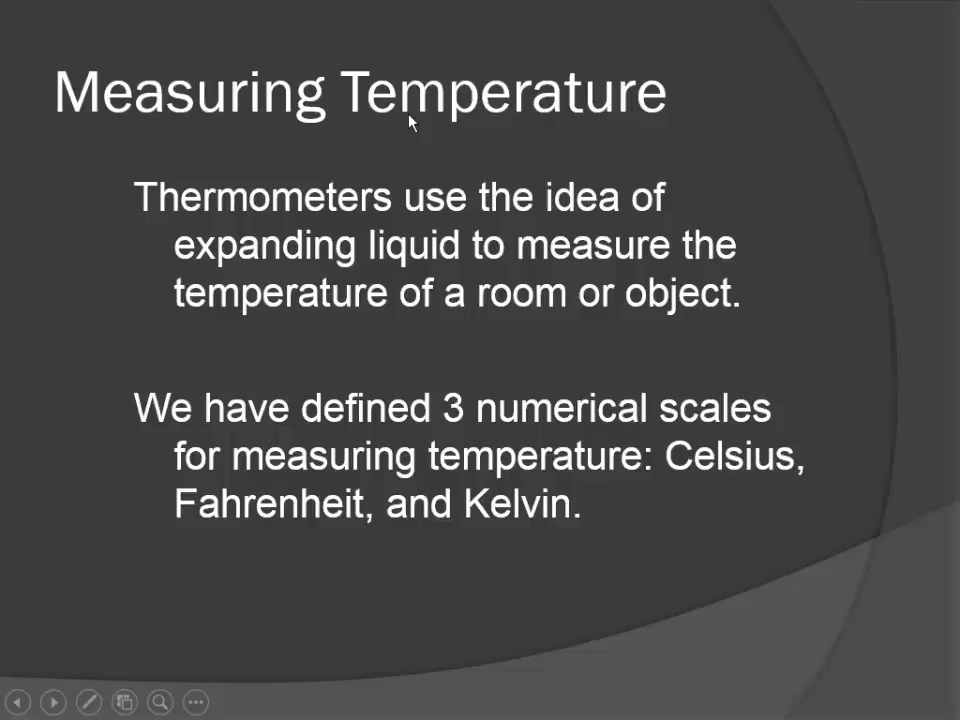 Measuring Temperature
Thermometers use the idea of
expanding liquid to measure the
temperature of a room or object.
We have defined 3 numerical scales
for measuring temperature: Celsius,
Fahrenheit, and Kelvin.